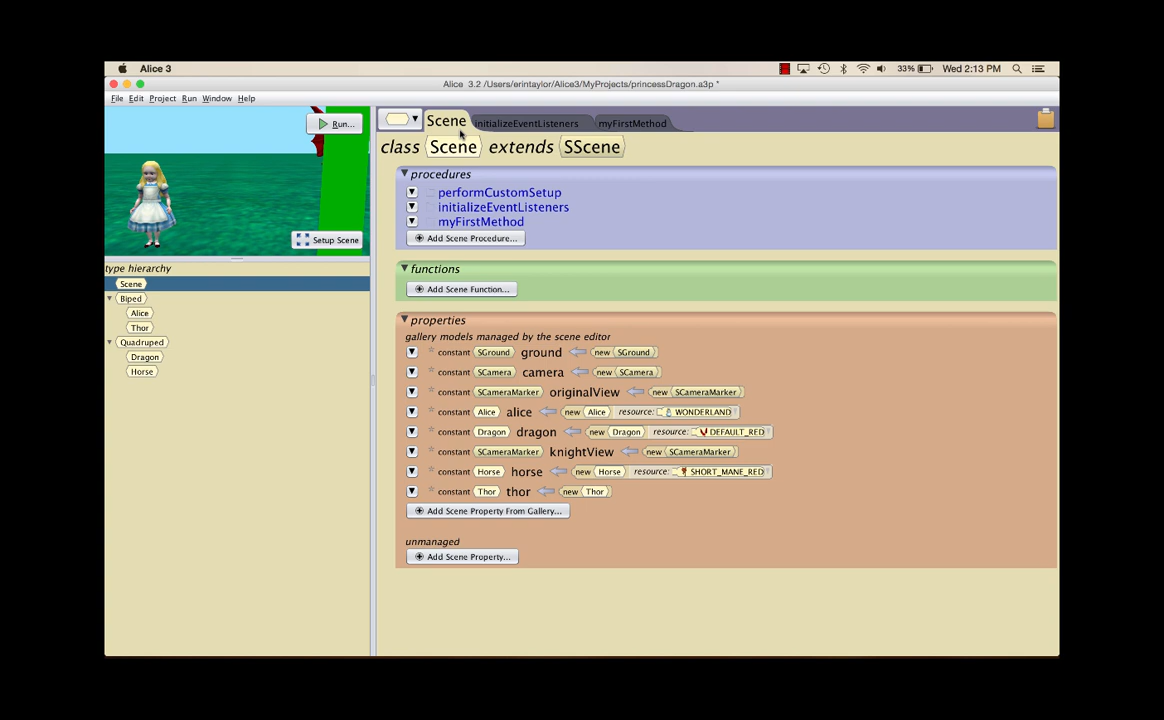 Alice 3 33% Wed 2:13 PM
Alice 3.2 /Users/erintaylor/Alice3/MyProjects/princessDragon.a3p *
File Edit Project Run Window Help
Run...
Scene initializeEventListeners myFirstMethod
class Scene extends SScene
procedures
performCustomSetup
initializeEventListeners
myFirstMethod
Add Scene Procedure...
Setup Scene
type hierarchy
Scene
Biped
Alice
Thor
Quadruped
Dragon
Horse
functions
Add Scene Function...
properties
gallery models managed by the scene editor
constant SGround ground new SGround
constant SCamera camera new SCamera
constant SCameraMarker originalView new SCameraMarker
constant Alice alice new Alice resource: WONDERLAND
constant Dragon dragon new Dragon resource: DEFAULT_RED
constant SCameraMarker knightView new SCameraMarker
constant Horse horse new Horse resource: SHORT_MANE_RED
constant Thor thor new Thor
Add Scene Property From Gallery...
unmanaged
Add Scene Property...